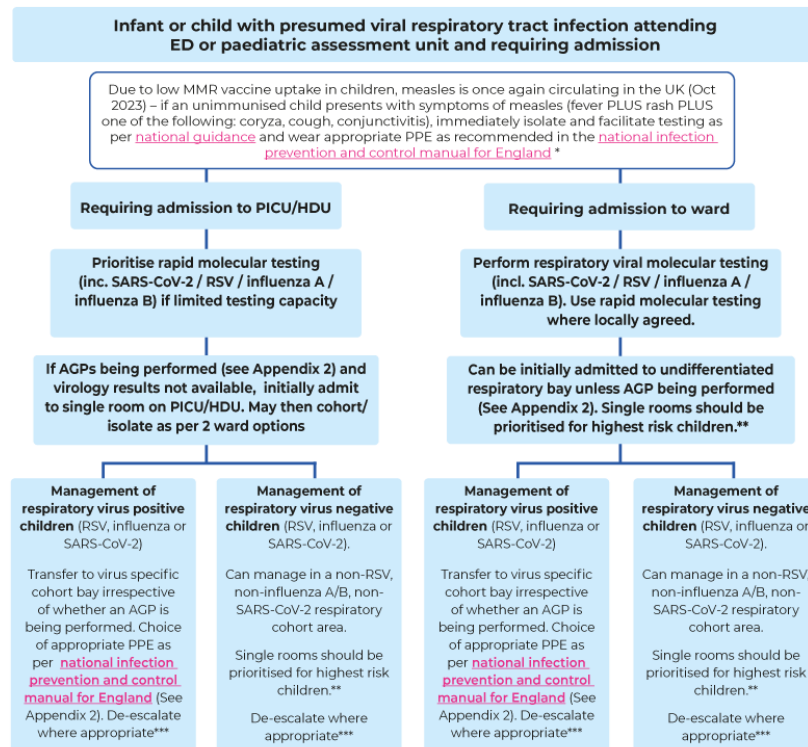 Infant or child with presumed viral respiratory tract infection attending
ED or paediatric assessment unit and requiring admission
Due to low MMR vaccine uptake in children, measles is once again circulating in the UK (Oct
2023) – if an unimmunised child presents with symptoms of measles (fever PLUS rash PLUS
one of the following: coryza, cough, conjunctivitis), immediately isolate and facilitate testing as
per national guidance and wear appropriate PPE as recommended in the national infection
prevention and control manual for England *
Requiring admission to PICU/HDU
Prioritise rapid molecular testing
(inc. SARS-CoV-2 / RSV / influenza A /
influenza B) if limited testing capacity
If AGPs being performed (see Appendix 2) and
virology results not available, initially admit
to single room on PICU/HDU. May then cohort/
isolate as per 2 ward options
Requiring admission to ward
Perform respiratory viral molecular testing
(incl. SARS-CoV-2 / RSV / influenza A /
influenza B). Use rapid molecular testing
where locally agreed.
Can be initially admitted to undifferentiated
respiratory bay unless AGP being performed
(See Appendix 2). Single rooms should be
prioritised for highest risk children.**
Management of
respiratory virus positive
children (RSV, influenza or
SARS-CoV-2)
Transfer to virus specific
cohort bay irrespective
of whether an AGP is
being performed. Choice
of appropriate PPE as
per national infection
prevention and control
manual for England (See
Appendix 2). De-escalate
where appropriate***
Management of
respiratory virus negative
children (RSV, influenza or
SARS-CoV-2).
Can manage in a non-RSV,
non-influenza A/B, non-
SARS-CoV-2 respiratory
cohort area.
Single rooms should be
prioritised for highest risk
children.**
De-escalate where
appropriate***
Management of
respiratory virus positive
children (RSV, influenza or
SARS-CoV-2)
Transfer to virus specific
cohort bay irrespective
of whether an AGP is
being performed. Choice
of appropriate PPE as
per national infection
prevention and control
manual for England (See
Appendix 2). De-escalate
where appropriate***
Management of
respiratory virus negative
children (RSV, influenza or
SARS-CoV-2).
Can manage in a non-RSV,
non-influenza A/B, non-
SARS-CoV-2 respiratory
cohort area.
Single rooms should be
prioritised for highest risk
children.**
De-escalate where
appropriate***